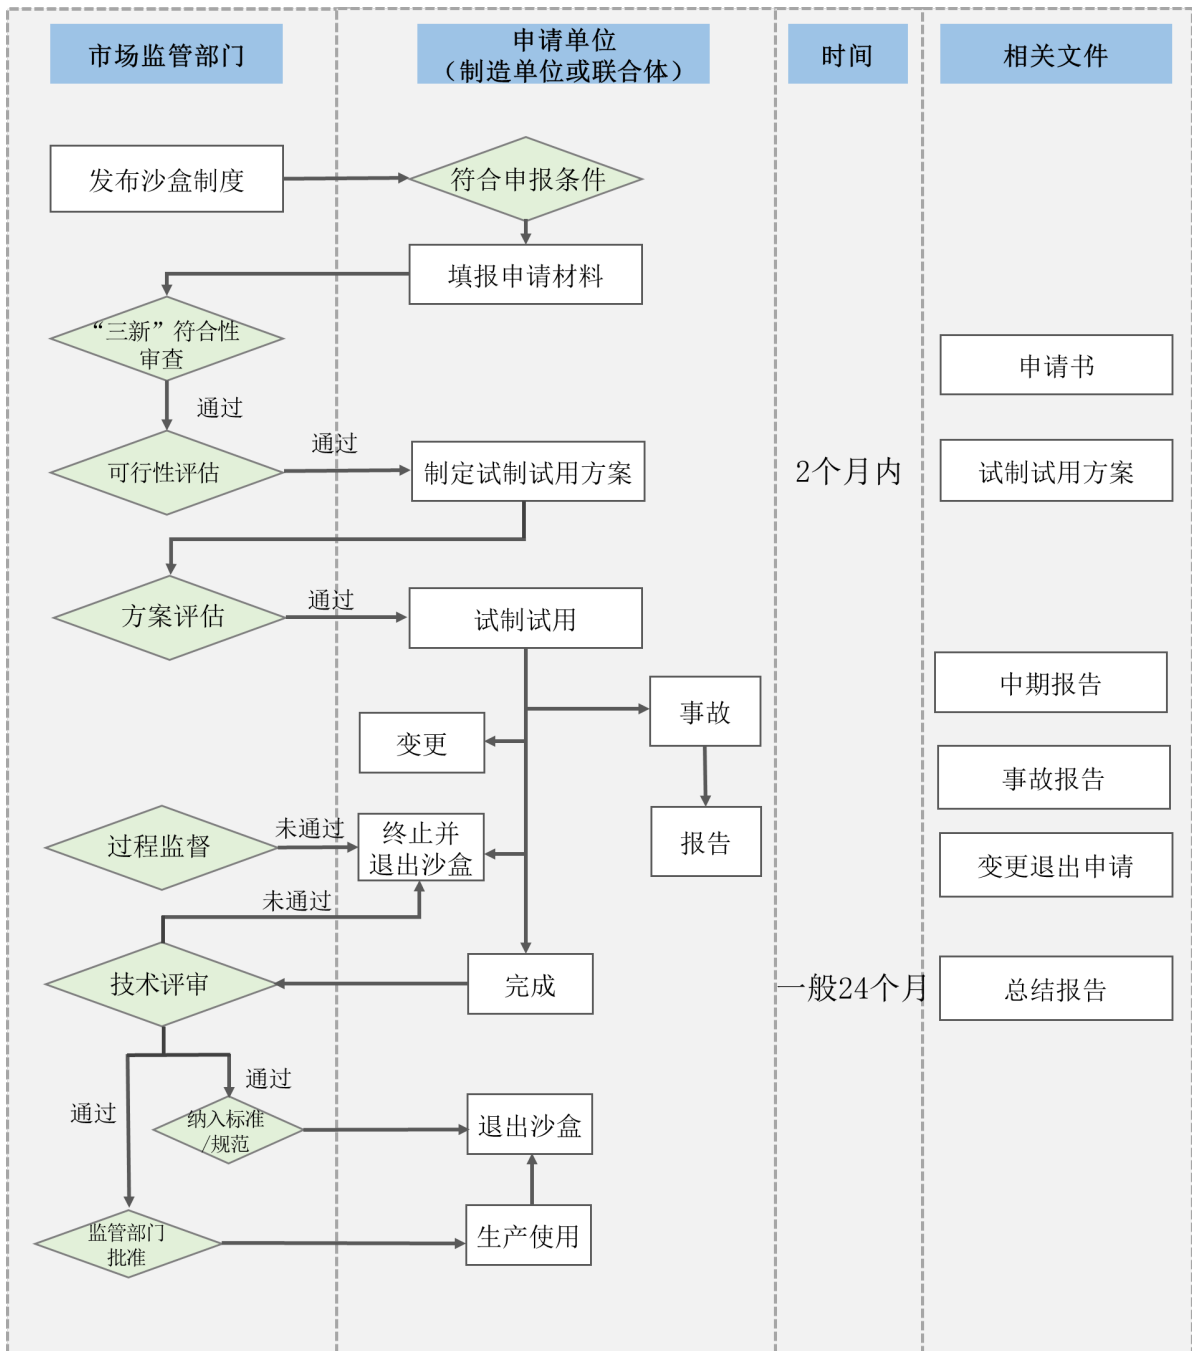 市场监管部门
申请单位
（制造单位或联合体）
时间
相关文件
发布沙盒制度
符合申报条件
填报申请材料
“三新”符合性
审查
申请书
通过
可行性评估
通过
制定试制试用方案
2个月内
试制试用方案
方案评估
通过
试制试用
中期报告
事故
变更
事故报告
过程监督
未通过
终止并
退出沙盒
报告
变更退出申请
未通过
技术评审
完成
一般24个月
总结报告
通过
通过
纳入标准
/规范
退出沙盒
监管部门
批准
生产使用